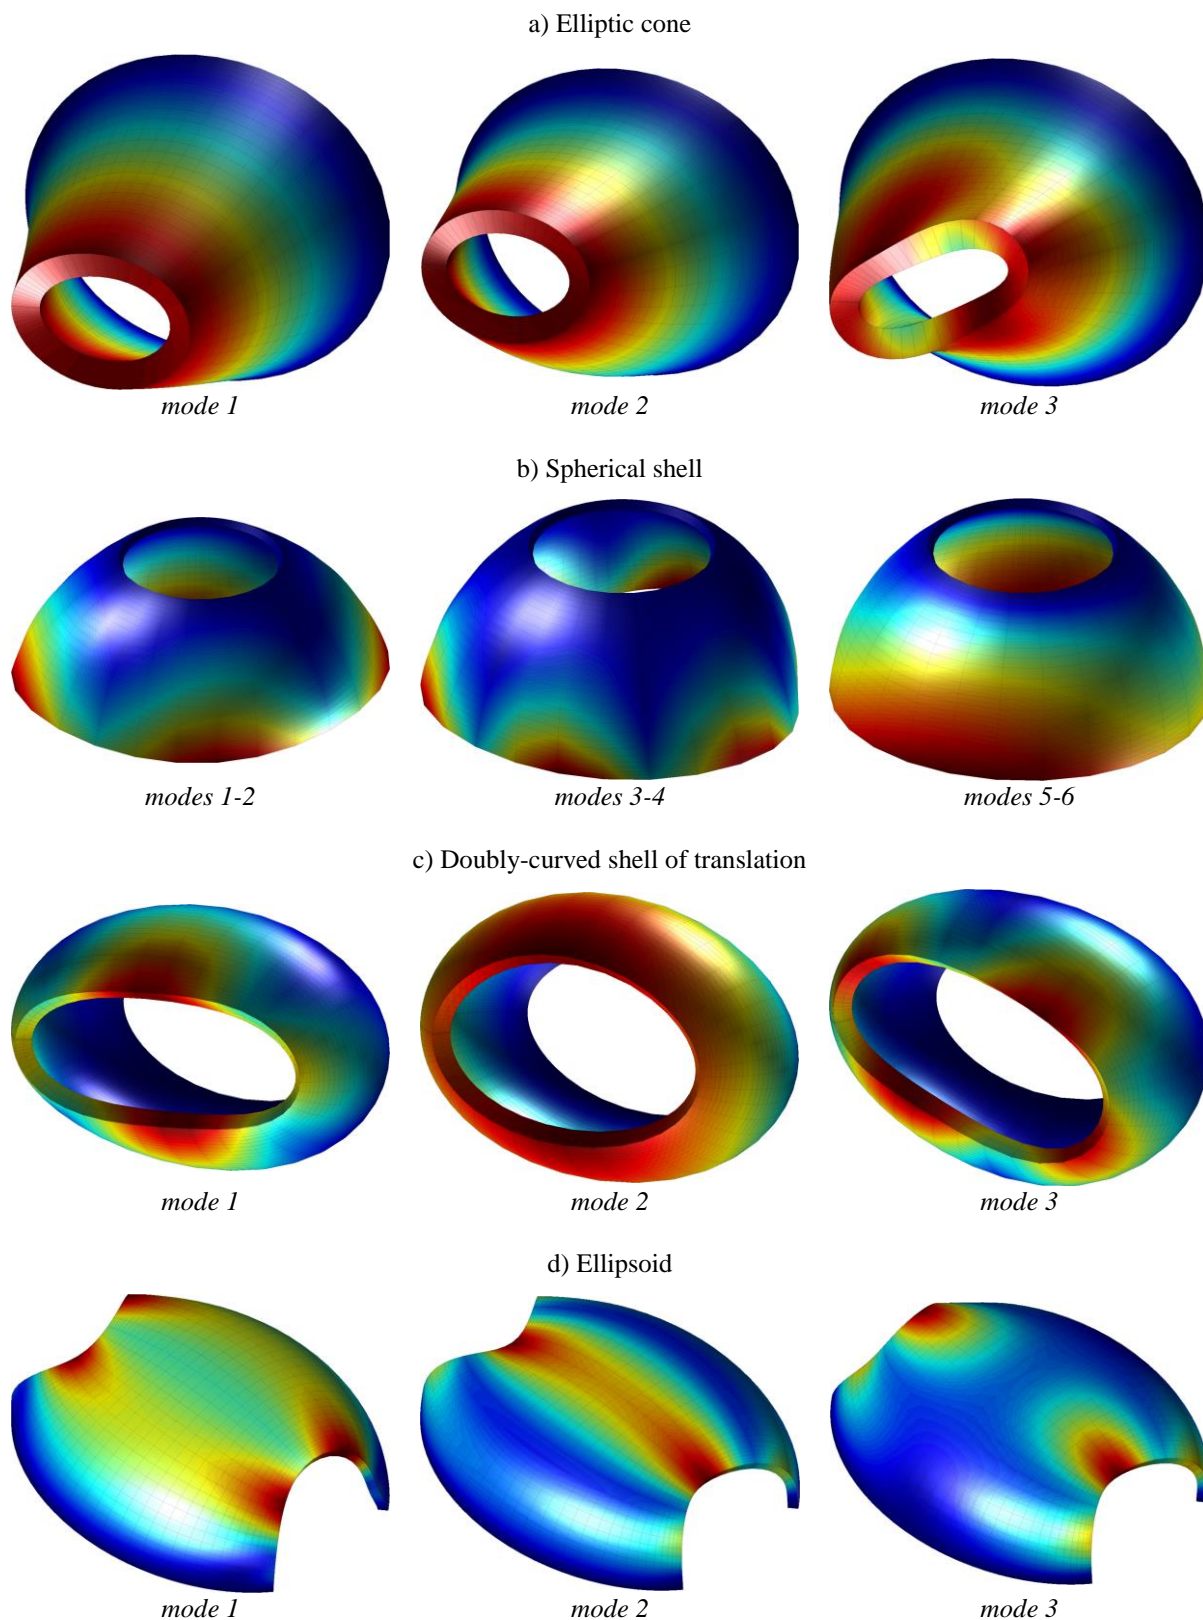 a) Elliptic cone
mode 1 mode 2 mode 3
b) Spherical shell
modes 1-2 modes 3-4 modes 5-6
c) Doubly-curved shell of translation
mode 1 mode 2 mode 3
d) Ellipsoid
mode 1 mode 2 mode 3